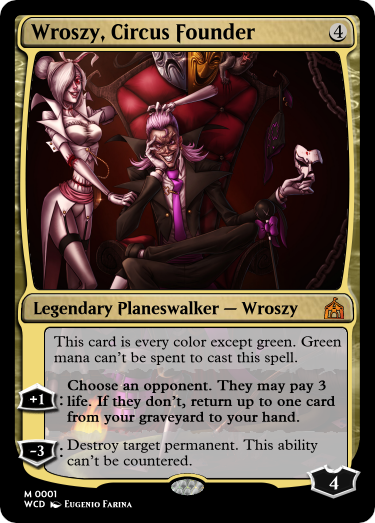 Wroszy, Circus Founder 4
Legendary Planeswalker — Wroszy
This card is every color except green. Green
mana can't be spent to cast this spell.
+1: Choose an opponent. They may pay 3
life. If they don't, return up to one card
from your graveyard to your hand.
-3: Destroy target permanent. This ability
can't be countered.
4
M 0001
WCD Eugenio Farina